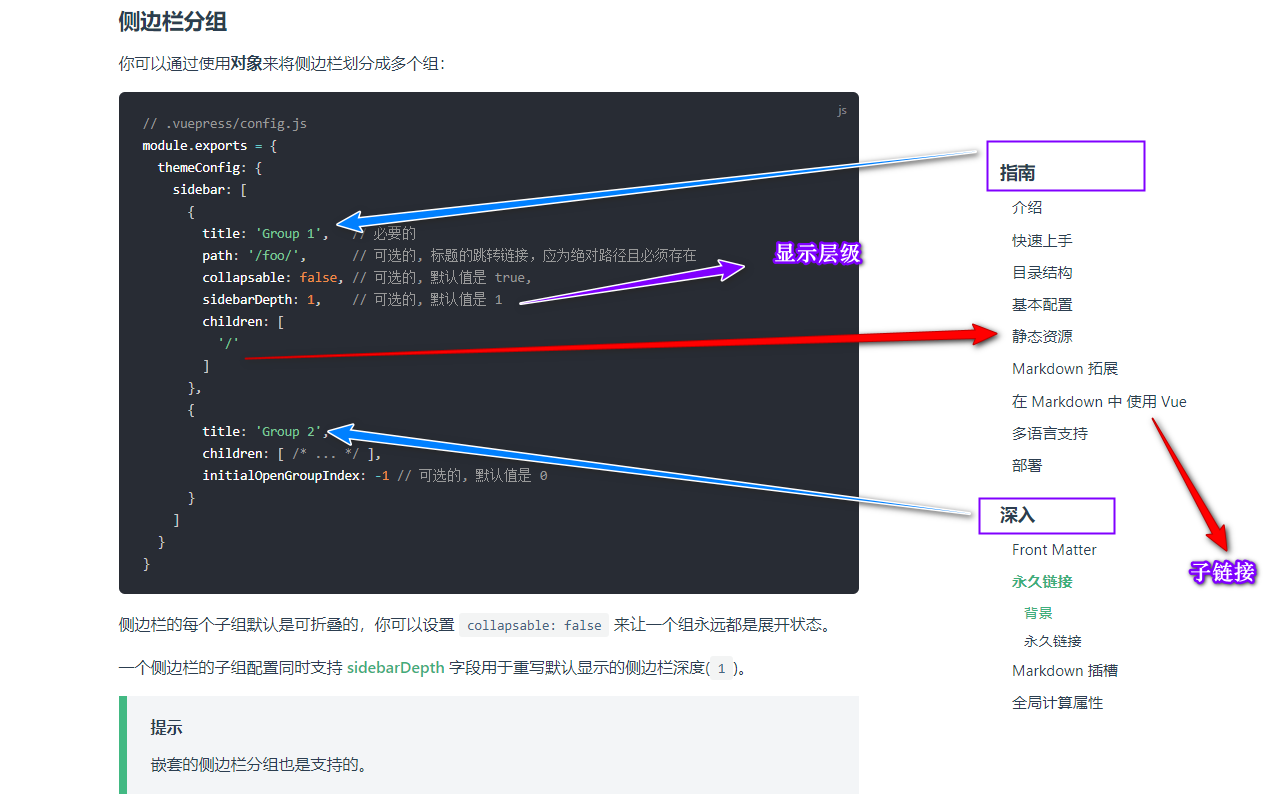 侧边栏分组
你可以通过使用对象来将侧边栏划分成多个组：
js
// .vuepress/config.js
module.exports = {
  themeConfig: {
    sidebar: [
      {
        title: 'Group 1',   // 必要的
        path: '/foo/',      // 可选的, 标题的跳转链接，应为绝对路径且必须存在
        collapsable: false, // 可选的, 默认值是 true,
        sidebarDepth: 1,    // 可选的, 默认值是 1
        children: [
          '/'
        ]
      },
      {
        title: 'Group 2',
        children: [ /* ... */ ],
        initialOpenGroupIndex: -1 // 可选的, 默认值是 0
      }
    ]
  }
}
显示层级
侧边栏的每个子组默认是可折叠的，你可以设置 collapsable: false 来让一个组永远都是展开状态。
一个侧边栏的子组配置同时支持 sidebarDepth 字段用于重写默认显示的侧边栏深度( 1 )。
提示
嵌套的侧边栏分组也是支持的。
指南
介绍
快速上手
目录结构
基本配置
静态资源
Markdown 拓展
在 Markdown 中 使用 Vue
多语言支持
部署
深入
Front Matter
子链接
永久链接
背景
永久链接
Markdown 插槽
全局计算属性